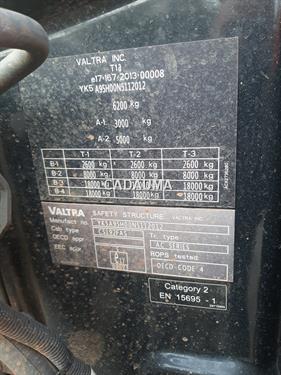 VALTRA INC.
T1a
e17*167/2013*00008
YK5 A95H00NS112012
6200 kg
A-1: 3000 kg
A-2: 5000 kg
T-1 T-2 T-3
B-1 2600 kg 2600 kg 2600 kg
B-2 8000 kg 8000 kg 8000 kg
B-3 18000 kg 18000 kg 18000 kg
B-4 18000 kg 18000 kg 18000 kg
CADAUMA
VALTRA SAFETY STRUCTURE VALTRA INC.
Manufact no.
Cab type
OECD appr Tr. type
EEC appr AC SERIES
ROPS tested
OECD-CODE 4
Category 2
EN 15695 - 1